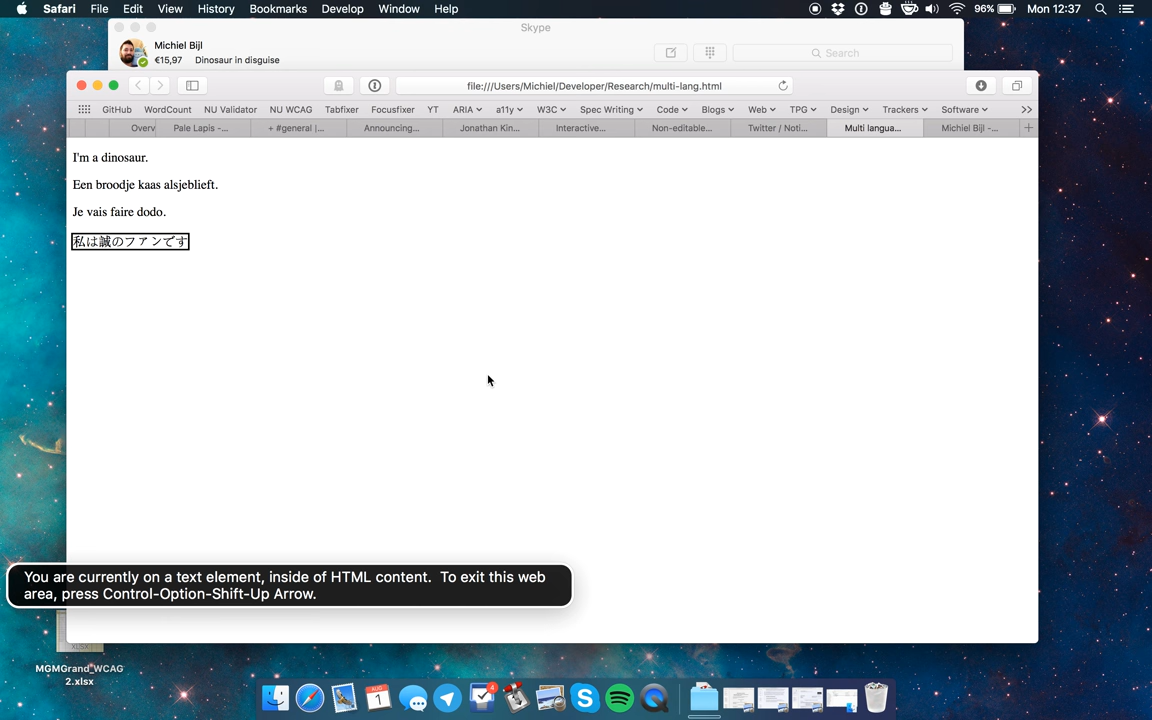 Safari File Edit View History Bookmarks Develop Window Help 96% Mon 12:37
Skype
Michiel Bijl
€15,97 Dinosaur in disguise
Search
file:///Users/Michiel/Developer/Research/multi-lang.html
GitHub WordCount NU Validator NU WCAG Tabfixer Focusfixer YT ARIA a11y W3C Spec Writing Code Blogs Web TPG Design Trackers Software
Overv Pale Lapis -... + #general |... Announcing... Jonathan Kin... Interactive... Non-editable... Twitter / Noti... Multi langua... Michiel Bijl -...
I'm a dinosaur.
Een broodje kaas alsjeblieft.
Je vais faire dodo.
私は誠のファンです
You are currently on a text element, inside of HTML content. To exit this web
area, press Control-Option-Shift-Up Arrow.
XLSX
MGMGrand_WCAG
2.xlsx
AUG
1
4